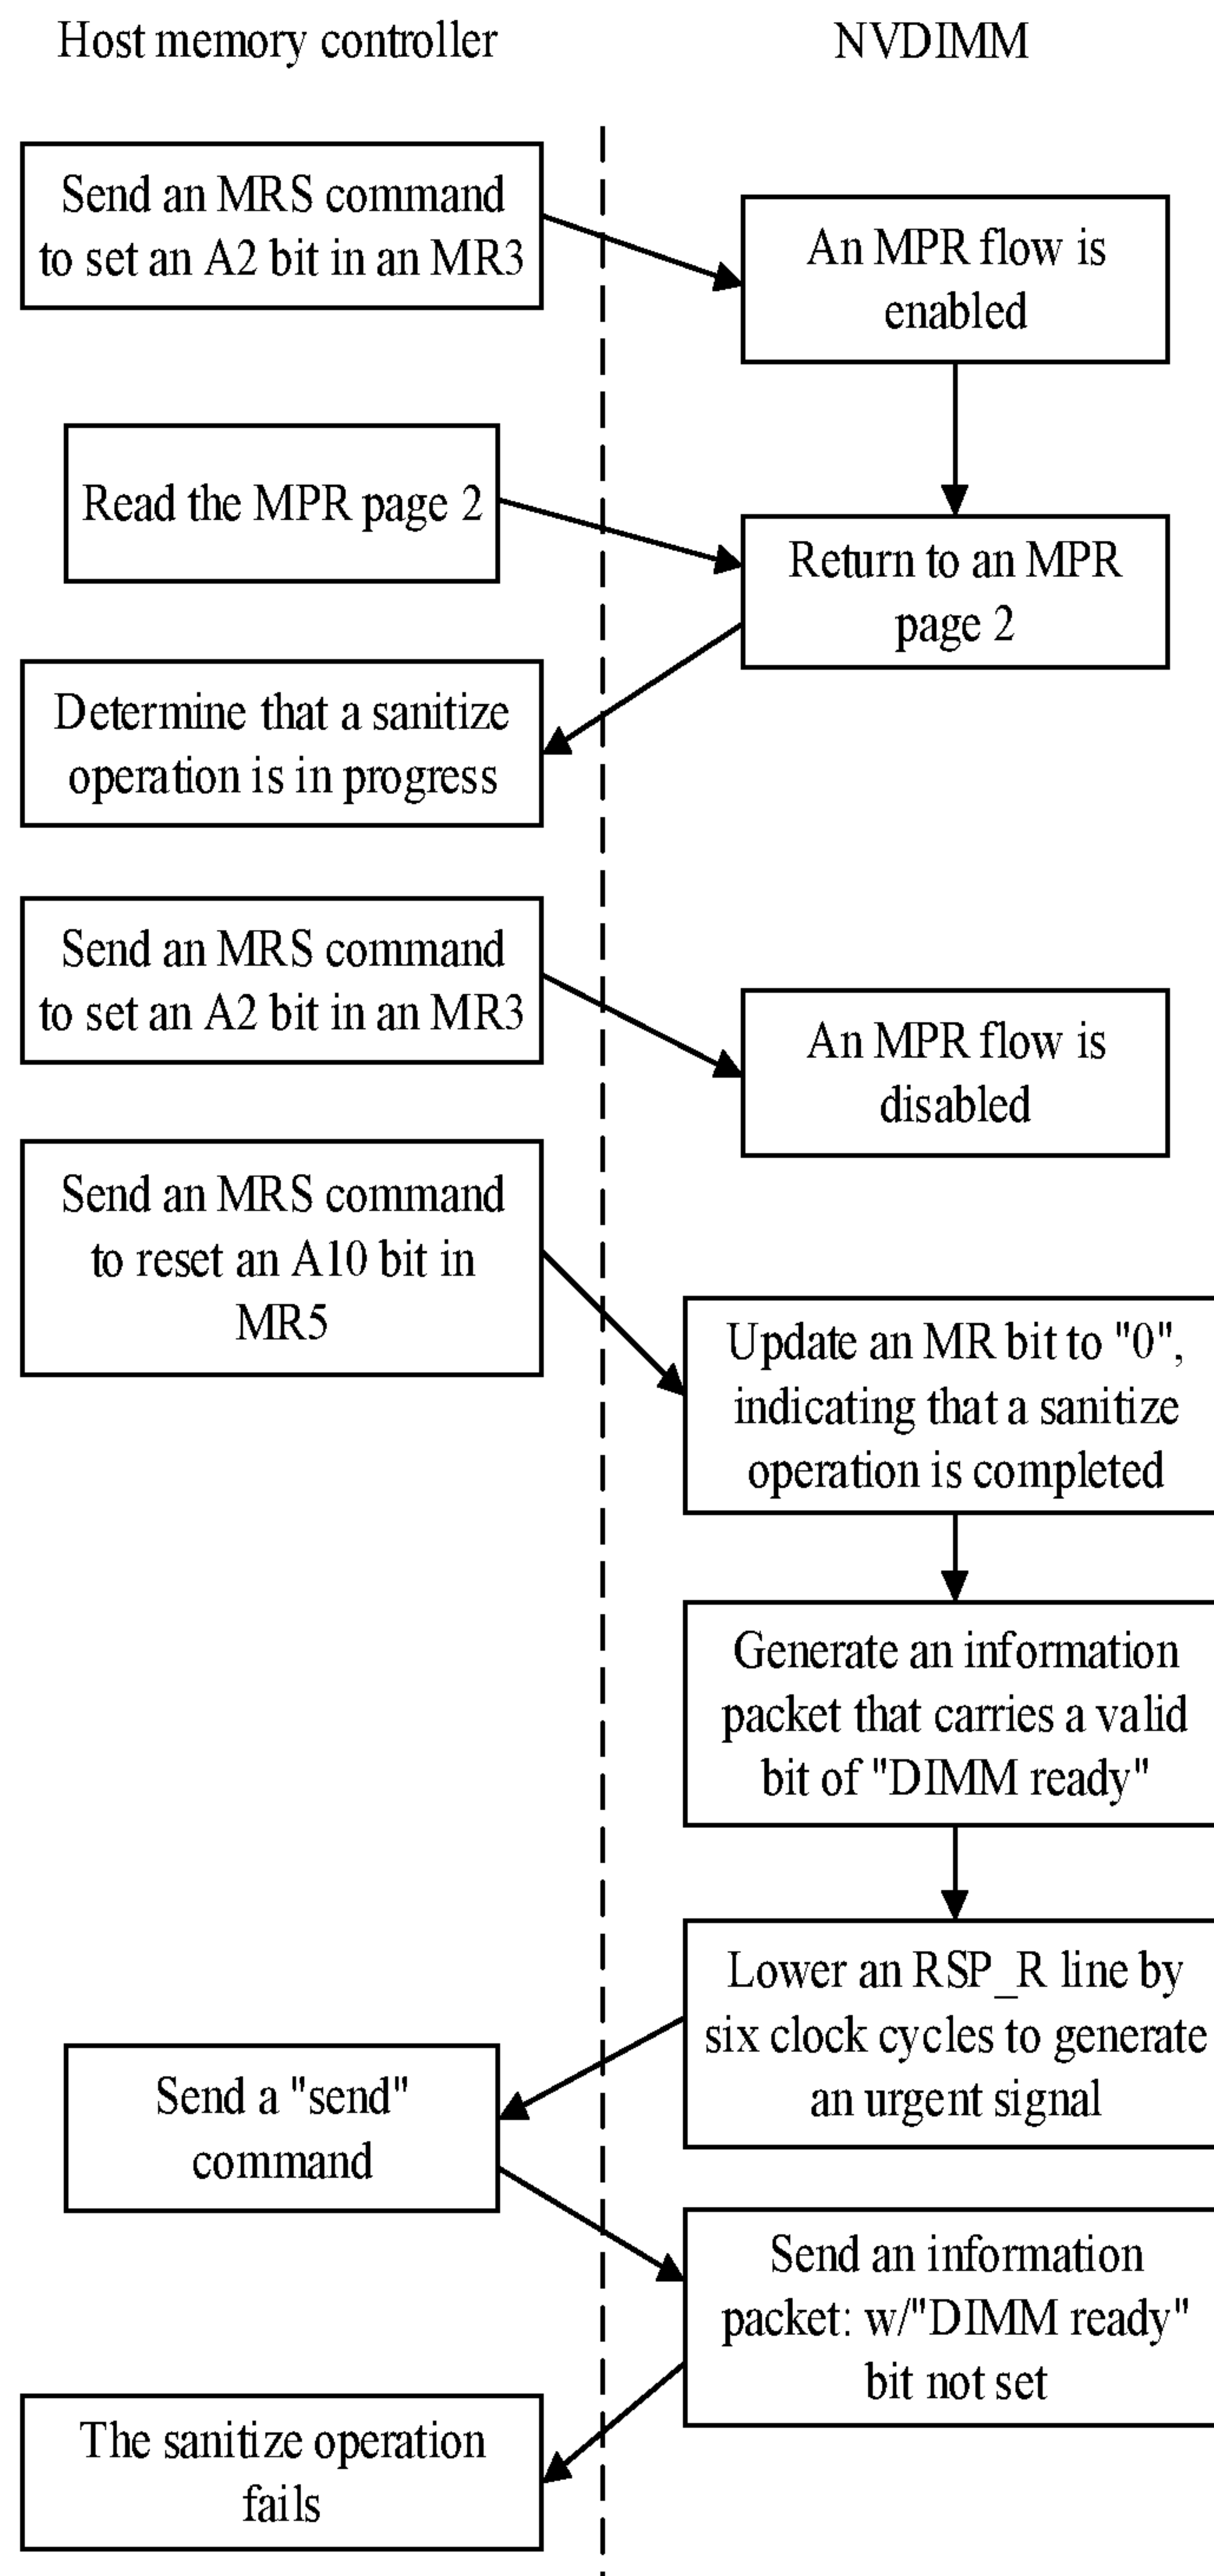 Host memory controller
NVDIMM
Send an MRS command
to set an A2 bit in an MR3
An MPR flow is
enabled
Read the MPR page 2
Return to an MPR
page 2
Determine that a sanitize
operation is in progress
Send an MRS command
to set an A2 bit in an MR3
An MPR flow is
disabled
Send an MRS command
to reset an A10 bit in
MR5
Update an MR bit to "0",
indicating that a sanitize
operation is completed
Generate an information
packet that carries a valid
bit of "DIMM ready"
Lower an RSP_R line by
six clock cycles to generate
an urgent signal
Send a "send"
command
Send an information
packet: w/"DIMM ready"
bit not set
The sanitize operation
fails